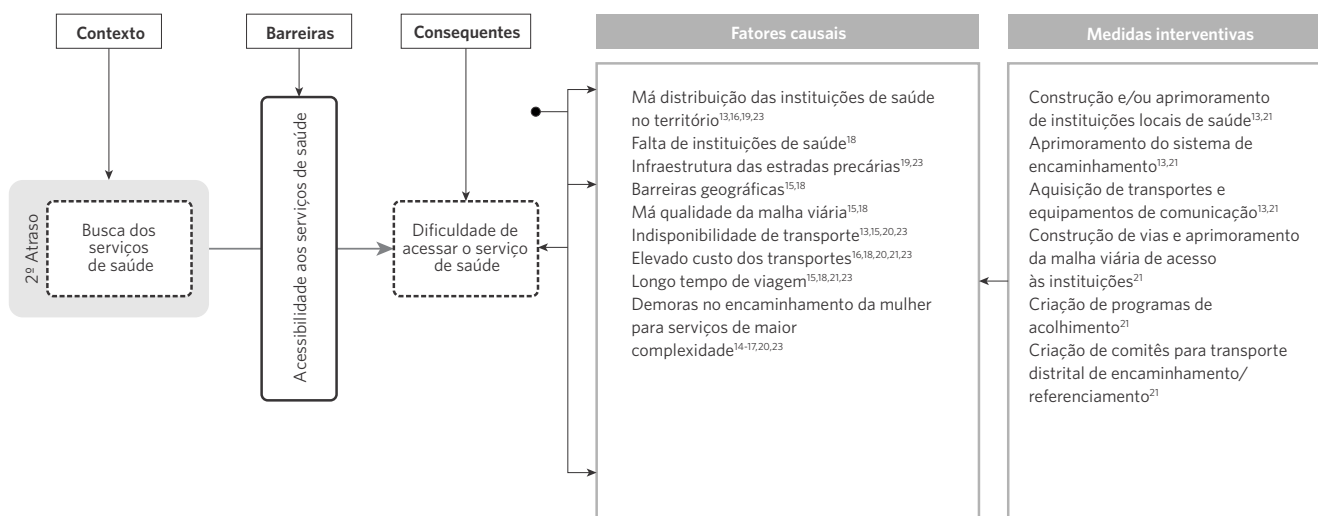 Contexto
Barreiras
Consequentes
Fatores causais
Medidas interventivas
2º Atraso
Busca dos
serviços
de saúde
Acessibilidade aos serviços de saúde
Dificuldade de
acessar o serviço
de saúde
Má distribuição das instituições de saúde
no território13,16,19,23
Falta de instituições de saúde18
Infraestrutura das estradas precárias19,23
Barreiras geográficas15,18
Má qualidade da malha viária15,18
Indisponibilidade de transporte13,15,20,23
Elevado custo dos transportes16,18,20,21,23
Longo tempo de viagem15,18,21,23
Demoras no encaminhamento da mulher
para serviços de maior
complexidade14-17,20,23
Construção e/ou aprimoramento
de instituições locais de saúde13,21
Aprimoramento do sistema de
encaminhamento13,21
Aquisição de transportes e
equipamentos de comunicação13,21
Construção de vias e aprimoramento
da malha viária de acesso
às instituições21
Criação de programas de
acolhimento21
Criação de comitês para transporte
distrital de encaminhamento/
referenciamento21